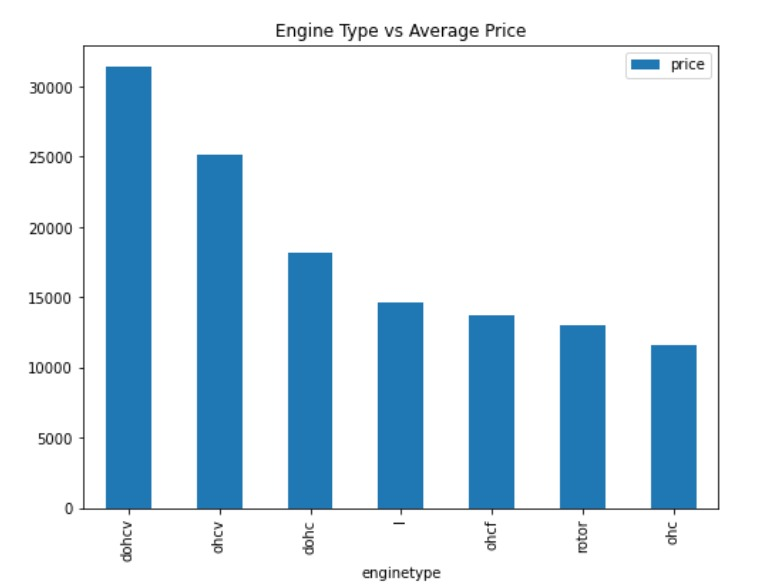 Engine Type vs Average Price
price
30000
25000
20000
15000
10000
5000
0
dohcv
ohcv
dohc
l
ohcf
rotor
ohc
enginetype